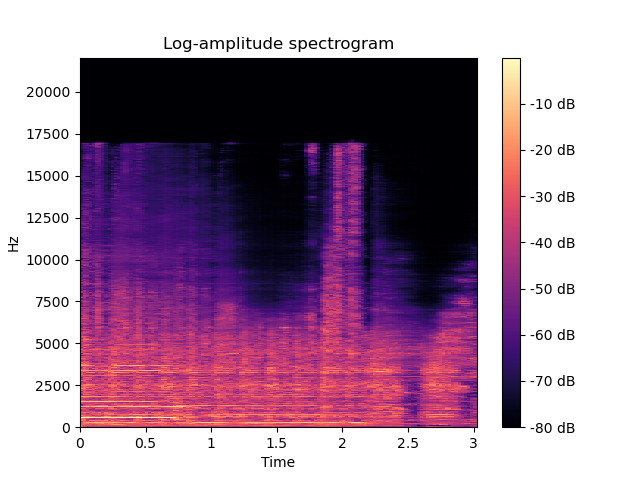 Log-amplitude spectrogram
Hz
20000
17500
15000
12500
10000
7500
5000
2500
0
0 0.5 1 1.5 2 2.5 3
Time
-10 dB
-20 dB
-30 dB
-40 dB
-50 dB
-60 dB
-70 dB
-80 dB